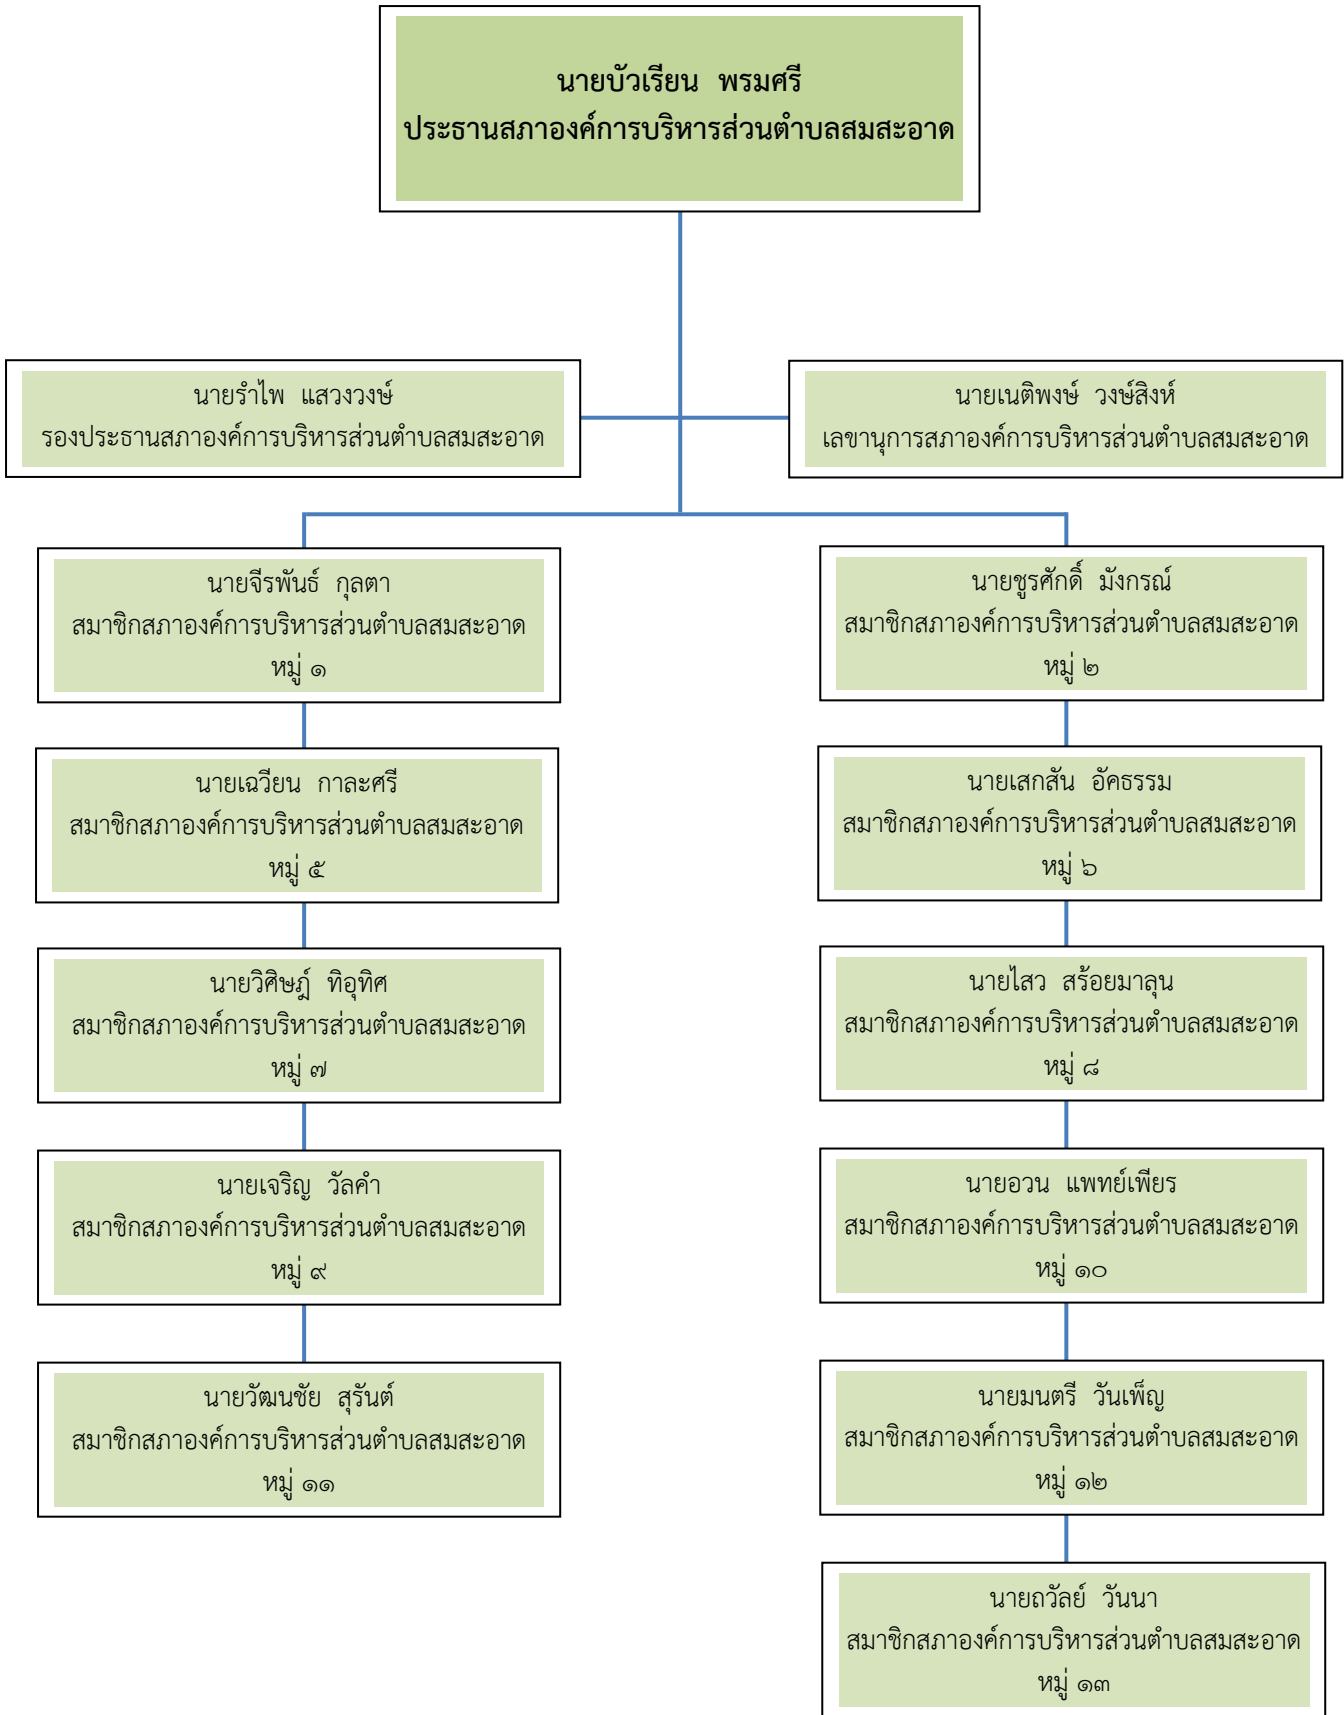 นายบัวเรียน พรมศรี
ประธานสภาองค์การบริหารส่วนตำบลสมสะอาด
นายรำไพ แสวงวงษ์
รองประธานสภาองค์การบริหารส่วนตำบลสมสะอาด
นายเนติพงษ์ วงษ์สิงห์
เลขานุการสภาองค์การบริหารส่วนตำบลสมสะอาด
นายจีรพันธ์ กุลตา
สมาชิกสภาองค์การบริหารส่วนตำบลสมสะอาด
หมู่ ๑
นายชูรศักดิ์ มังกรณ์
สมาชิกสภาองค์การบริหารส่วนตำบลสมสะอาด
หมู่ ๒
นายเฉวียน กาละศรี
สมาชิกสภาองค์การบริหารส่วนตำบลสมสะอาด
หมู่ ๕
นายเสกสัน อัคธรรม
สมาชิกสภาองค์การบริหารส่วนตำบลสมสะอาด
หมู่ ๖
นายวิศิษฎ์ ทิอุทิศ
สมาชิกสภาองค์การบริหารส่วนตำบลสมสะอาด
หมู่ ๗
นายไสว สร้อยมาลุน
สมาชิกสภาองค์การบริหารส่วนตำบลสมสะอาด
หมู่ ๘
นายเจริญ วัลคำ
สมาชิกสภาองค์การบริหารส่วนตำบลสมสะอาด
หมู่ ๙
นายอวน แพทย์เพียร
สมาชิกสภาองค์การบริหารส่วนตำบลสมสะอาด
หมู่ ๑๐
นายวัฒนชัย สุรันต์
สมาชิกสภาองค์การบริหารส่วนตำบลสมสะอาด
หมู่ ๑๑
นายมนตรี วันเพ็ญ
สมาชิกสภาองค์การบริหารส่วนตำบลสมสะอาด
หมู่ ๑๒
นายถวัลย์ วันนา
สมาชิกสภาองค์การบริหารส่วนตำบลสมสะอาด
หมู่ ๑๓